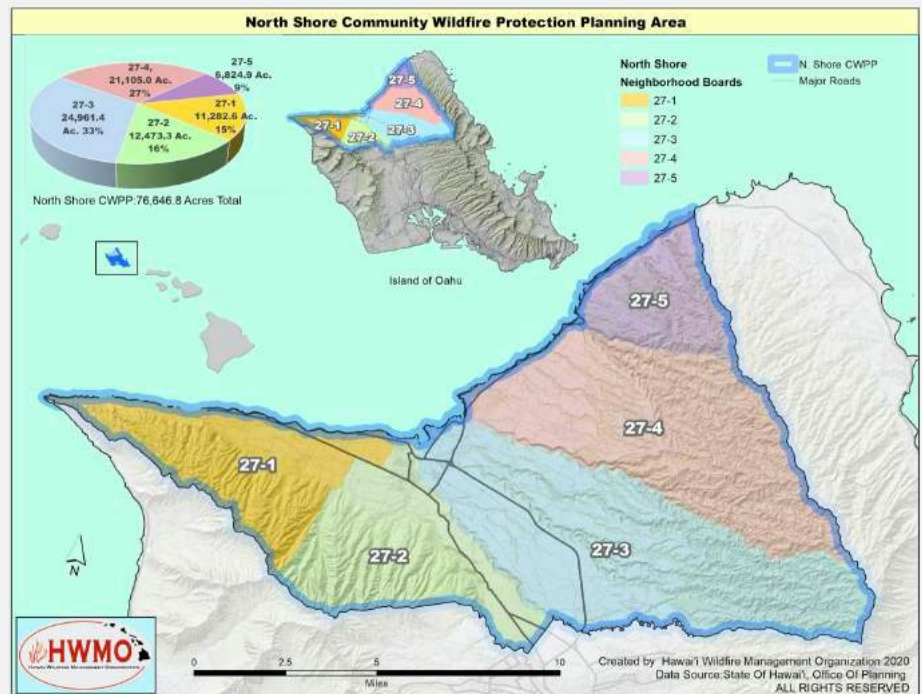 North Shore Community Wildfire Protection Planning Area
27-4,
21,105.0 Ac.
27%
27-5
6,824.9 Ac.
9%
27-3
24,961.4
Ac. 33%
27-2
12,473.3 Ac.
16%
27-1
11,282.6 Ac.
15%
North Shore CWPP:76,646.8 Acres Total
27-5
27-4
27-1
27-2
27-3
Island of Oahu
North Shore
Neighborhood Boards
27-1
27-2
27-3
27-4
27-5
N. Shore CWPP
Major Roads
27-5
27-4
27-1
27-2
27-3
N
HWMO
Hawaii Wildfire Management Organization
0 2.5 5 10
Miles
Created by Hawai'i Wildfire Management Organization 2020
Data Source:State Of Hawai'i, Office Of Planning
ALL RIGHTS RESERVED